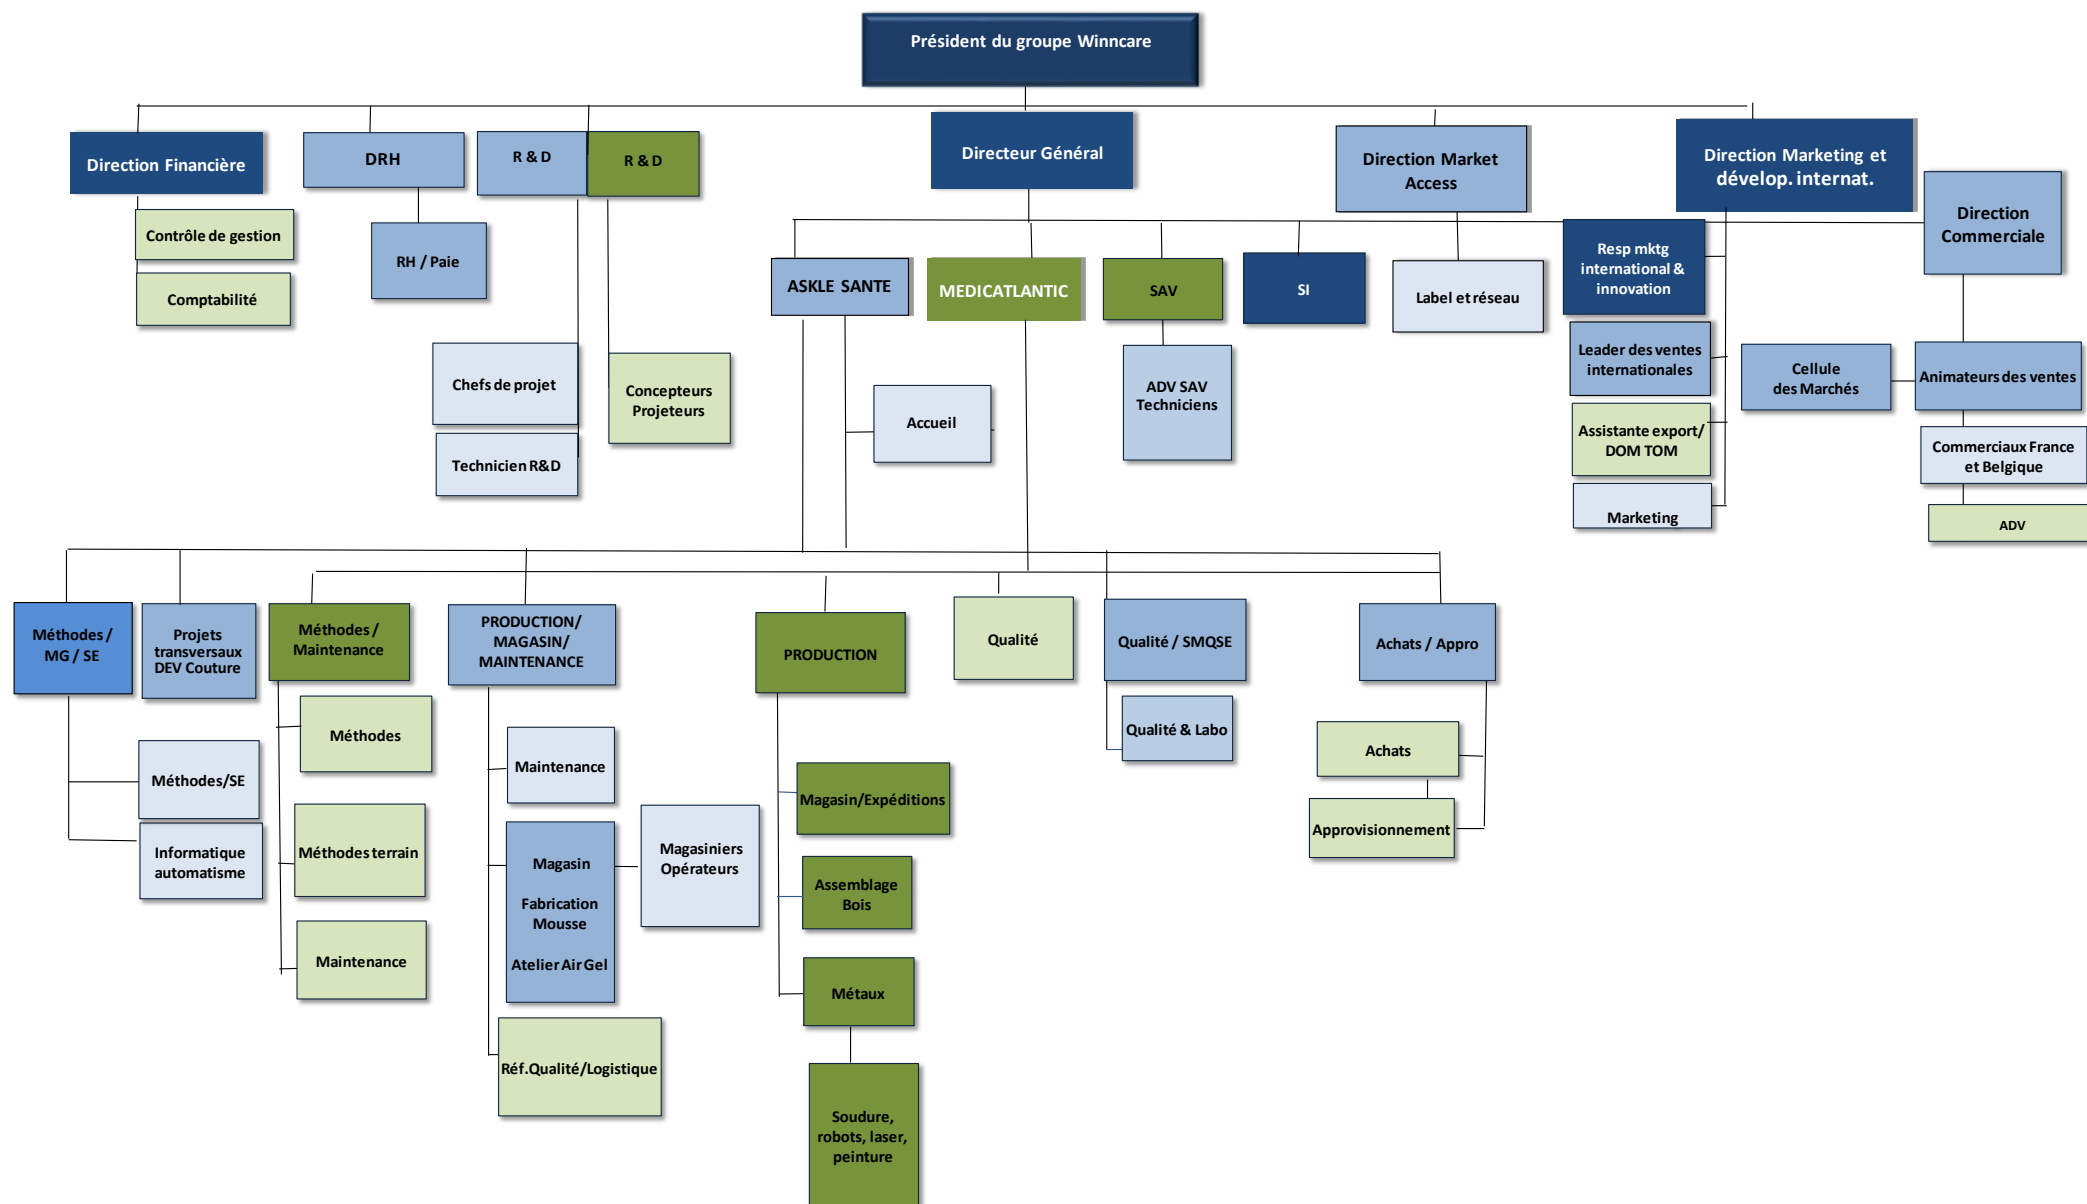 Président du groupe Winncare
Direction Financière
DRH
R & D
R & D
Directeur Général
Direction Market
Access
Direction Marketing et
dévelop. internat.
Direction
Commerciale
Contrôle de gestion
Comptabilité
RH / Paie
Chefs de projet
Technicien R&D
Concepteurs
Projeteurs
ASKLE SANTE
MEDICATLANTIC
SAV
SI
Label et réseau
Accueil
ADV SAV
Techniciens
Resp mktg
international &
innovation
Leader des ventes
internationales
Assistante export/
DOM TOM
Marketing
Cellule
des Marchés
Animateurs des ventes
Commerciaux France
et Belgique
ADV
Méthodes /
MG / SE
Projets
transversaux
DEV Couture
Méthodes /
Maintenance
PRODUCTION/
MAGASIN/
MAINTENANCE
PRODUCTION
Qualité
Qualité / SMQSE
Achats / Appro
Méthodes/SE
Informatique
automatisme
Méthodes
Méthodes terrain
Maintenance
Maintenance
Magasin
Fabrication
Mousse
Atelier Air Gel
Magasiniers
Opérateurs
Réf.Qualité/Logistique
Magasin/Expéditions
Assemblage
Bois
Métaux
Soudure,
robots, laser,
peinture
Qualité & Labo
Achats
Approvisionnement